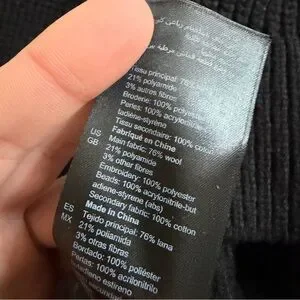 Tissu principal: 76%
21% polyamide
3% autres fibres
Broderie: 100% polyester
Perles: 100% acrylonitrile-bu
tadiène-styrène
Tissu secondaire: 100% cotton
Fabriqué en Chine
US Main fabric: 76% wool
GB 21% polyamide
3% other fibres
Embroidery: 100% polyester
Beads: 100% acrylonitrile-but
adiene-styrene (abs)
Secondary fabric: 100% cotton
Made in China
ES Tejido principal: 76% lana
MX 21% poliamida
3% otras fibras
Bordado: 100% poliéster
Perlas: 100% acrilonitrilo
butadieno estireno